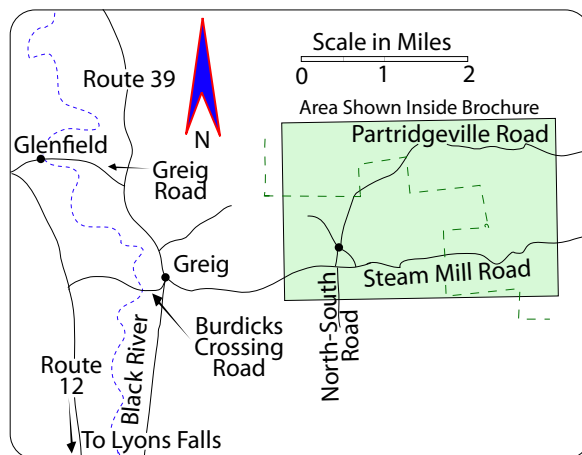 Scale in Miles
0 1 2
Route 39
N
Area Shown Inside Brochure
Partridgeville Road
Glenfield
Greig
Road
Greig
Steam Mill Road
North-South
Road
Burdicks
Crossing
Road
Black River
Route
12
To Lyons Falls